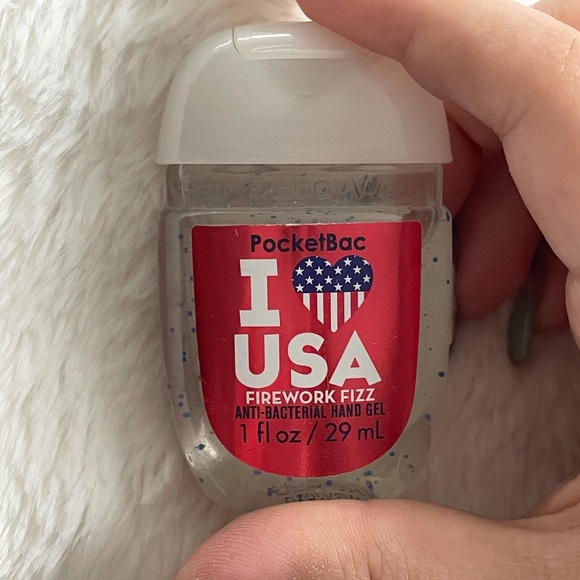 PocketBac
I
USA
FIREWORK FIZZ
ANTI-BACTERIAL HAND GEL
1 fl oz / 29 mL